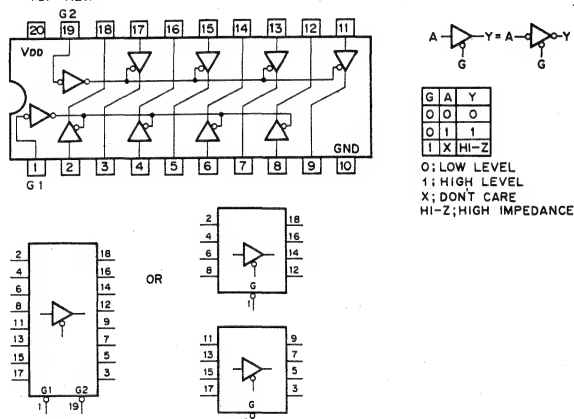 G2
20 19 18 17 16 15 14 13 12 11
VDD
GND
1 2 3 4 5 6 7 8 9 10
G1
A Y = A Y
G G
G A Y
0 0 0
0 1 1
1 X HI-Z
0; LOW LEVEL
1; HIGH LEVEL
X; DON'T CARE
HI-Z; HIGH IMPEDANCE
2 18
4 16
6 14
8 12
11 9
13 7
15 5
17 3
G1 G2
1 19
OR
2 18
4 16
6 14
8 12
G
1
11 9
13 7
15 5
17 3
G